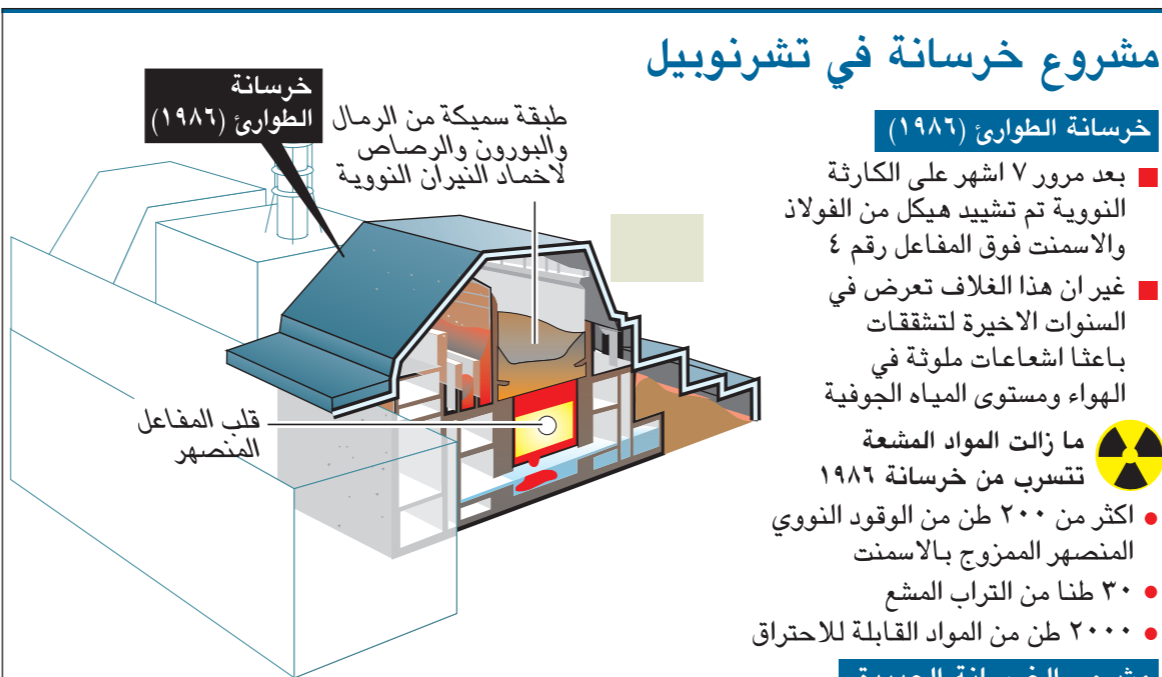 مشروع خرسانة في تشرنوبيل
خرسانة الطوارئ (١٩٨٦)
بعد مرور ٧ اشهر على الكارثة
النووية تم تشييد هيكل من الفولاذ
والاسمنت فوق المفاعل رقم ٤
غير ان هذا الغلاف تعرض في
السنوات الاخيرة لتشققات
باعثا اشعاعات ملوثة في
الهواء ومستوى المياه الجوفية
ما زالت المواد المشعة
تتسرب من خرسانة ١٩٨٦
اكثر من ٢٠٠ طن من الوقود النووي
المنصهر الممزوج بالاسمنت
٣٠ طنا من التراب المشع
٢٠٠٠ طن من المواد القابلة للاحتراق
مشروع الخرسانة الجديدة
خرسانة
الطوارئ (١٩٨٦)
طبقة سميكة من الرمال
والبورون والرصاص
لاخماد النيران النووية
قلب المفاعل
المنصهر